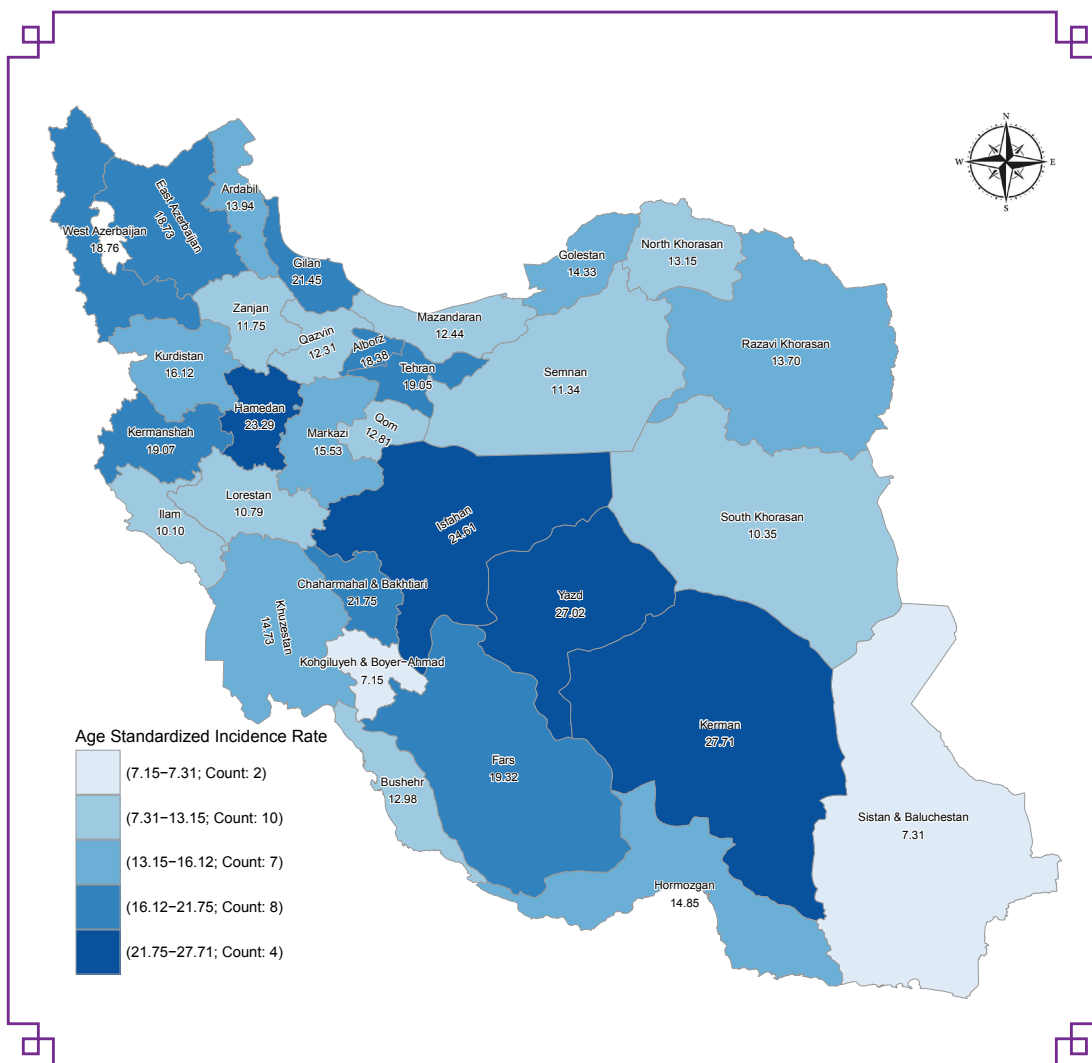 N
W
E
S
East Azerbaijan
18.73
Ardabil
13.94
West Azerbaijan
18.76
Gilan
21.45
Golestan
14.33
North Khorasan
13.15
Zanjan
11.75
Qazvin
12.31
Mazandaran
12.44
Alborz
18.38
Tehran
19.05
Razavi Khorasan
13.70
Kurdistan
16.12
Semnan
11.34
Hamedan
23.29
Kermanshah
19.07
Markazi
15.53
Qom
12.81
Lorestan
10.79
Ilam
10.10
Isfahan
24.61
South Khorasan
10.35
Chaharmahal & Bakhtiari
21.75
Yazd
27.02
Khuzestan
14.73
Kohgiluyeh & Boyer−Ahmad
7.15
Kerman
27.71
Fars
19.32
Bushehr
12.98
Sistan & Baluchestan
7.31
Hormozgan
14.85
Age Standardized Incidence Rate
(7.15−7.31; Count: 2)
(7.31−13.15; Count: 10)
(13.15−16.12; Count: 7)
(16.12−21.75; Count: 8)
(21.75−27.71; Count: 4)